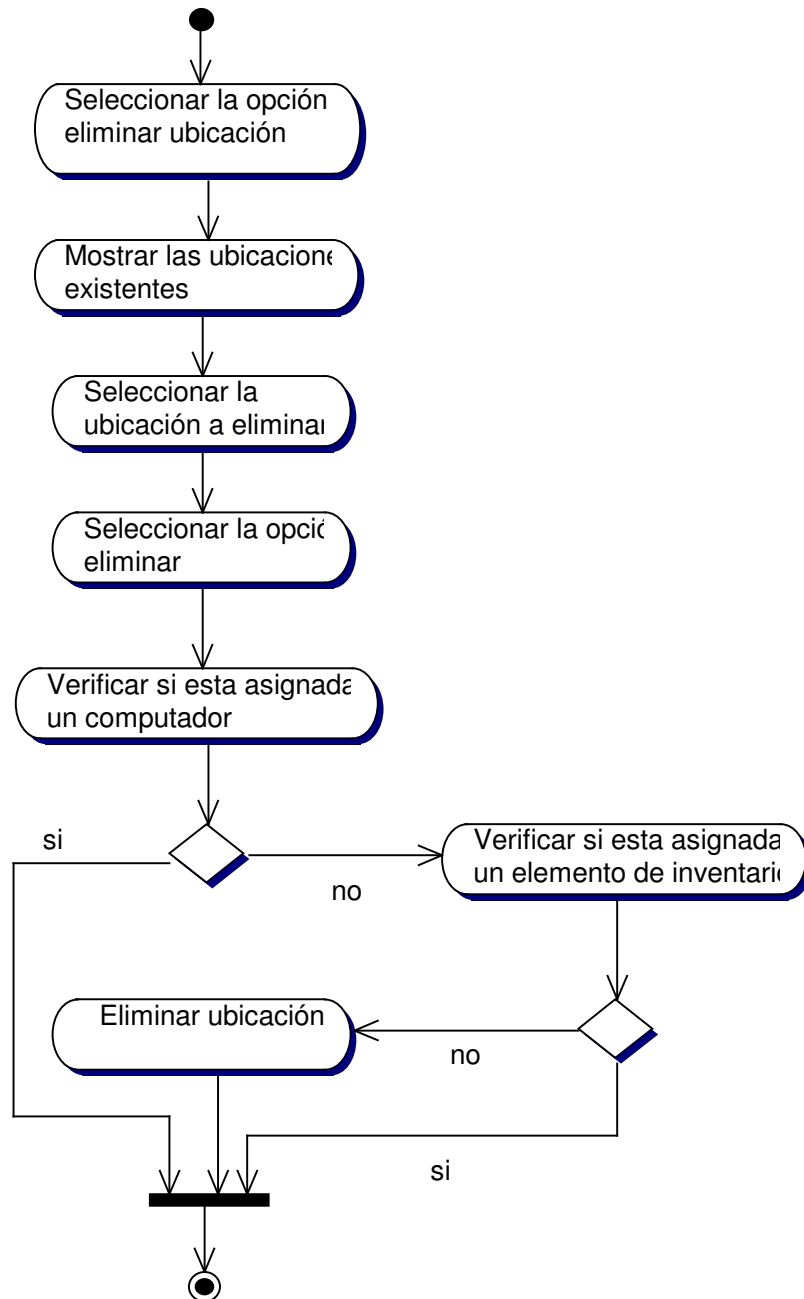 Seleccionar la opción
eliminar ubicación
Mostrar las ubicacione
existentes
Seleccionar la
ubicación a eliminar
Seleccionar la opció
eliminar
Verificar si esta asignada
un computador
si
no
Verificar si esta asignada
un elemento de inventario
Eliminar ubicación
no
si